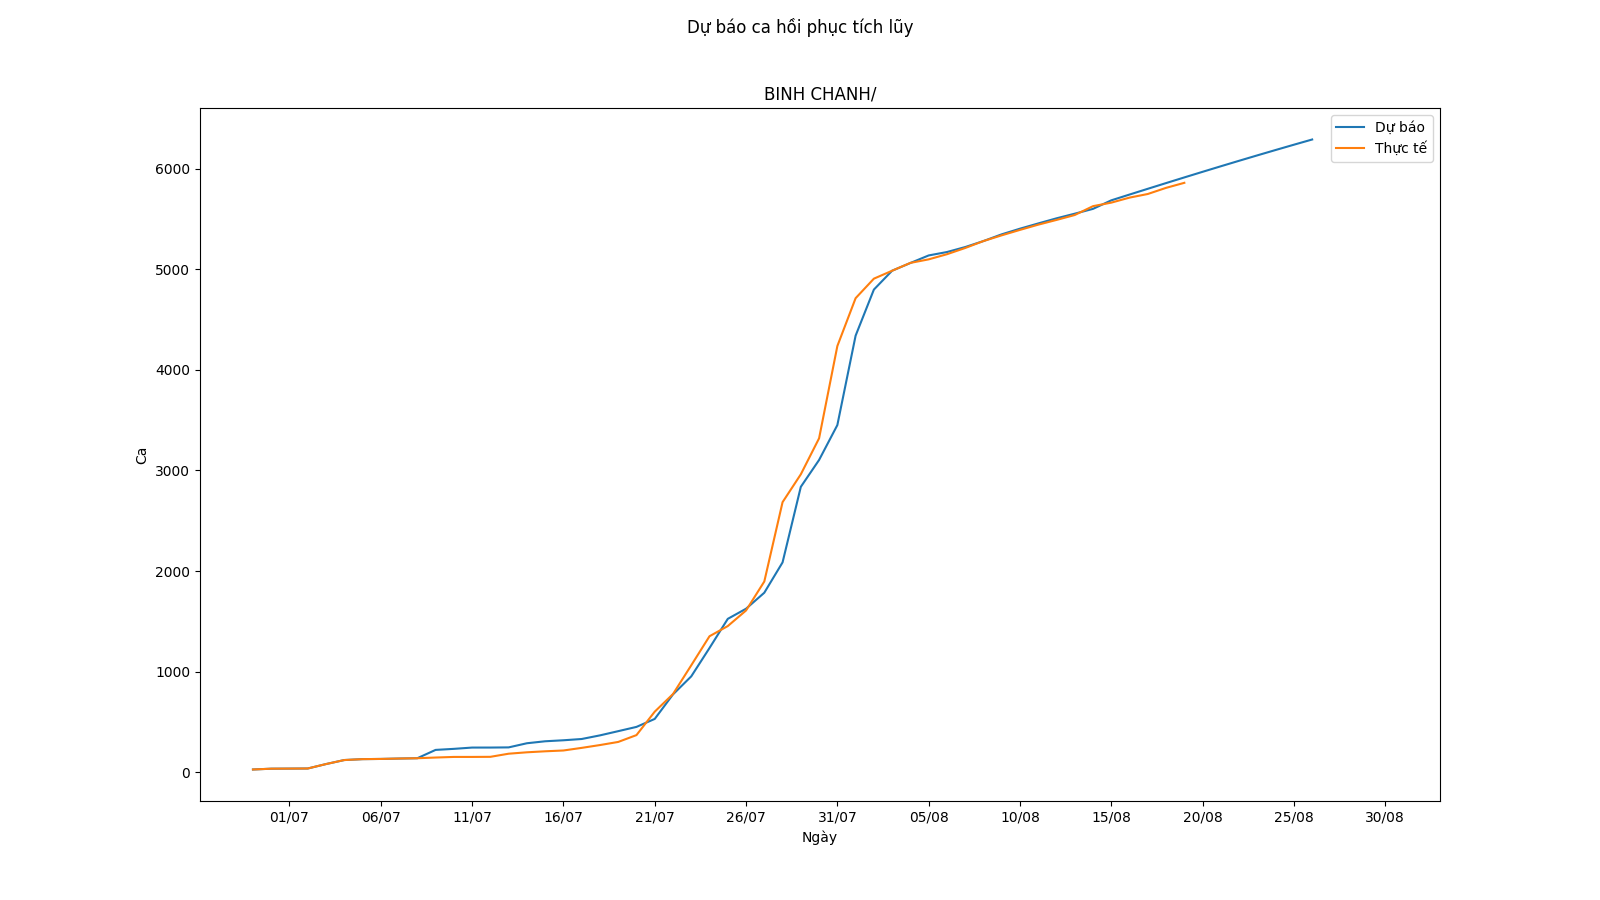 Dự báo ca hồi phục tích lũy
BINH CHANH/
Dự báo
Thực tế
6000
5000
4000
3000
2000
1000
0
Ca
01/07 06/07 11/07 16/07 21/07 26/07 31/07 05/08 10/08 15/08 20/08 25/08 30/08
Ngày